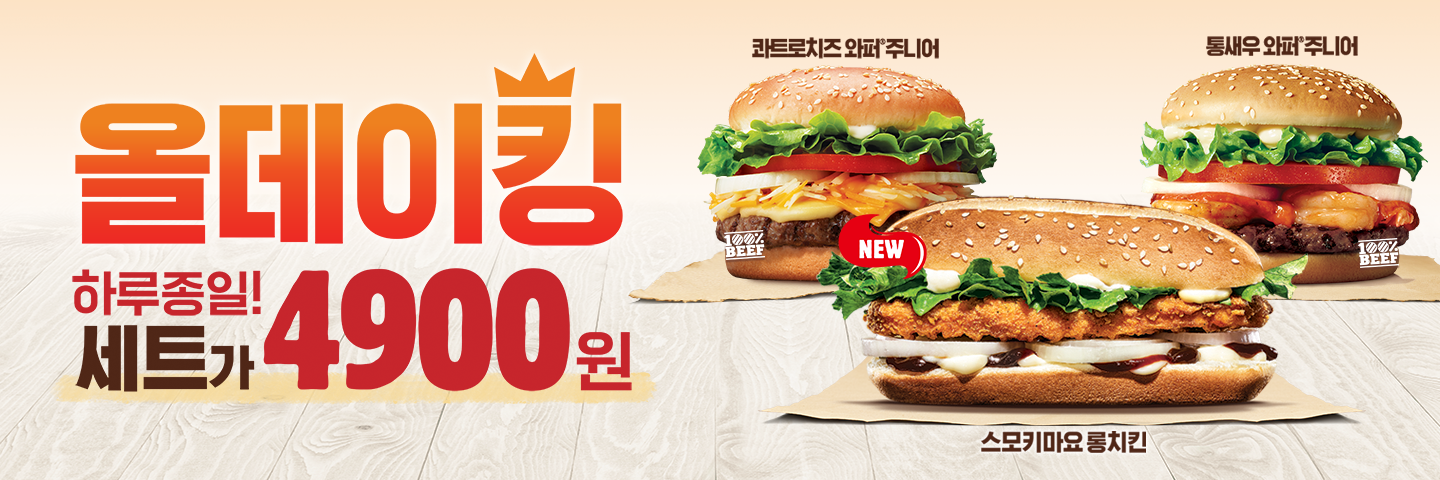 올데이킹
하루종일!
세트가 4900원
콰트로치즈 와퍼®주니어
통새우 와퍼®주니어
100%
BEEF
NEW
100%
BEEF
스모키마요 롱치킨